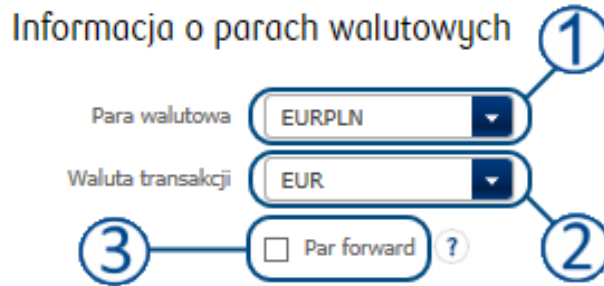 Informacja o parach walutowych
1
Para walutowa EURPLN
Waluta transakcji EUR
3 Par forward ? 2